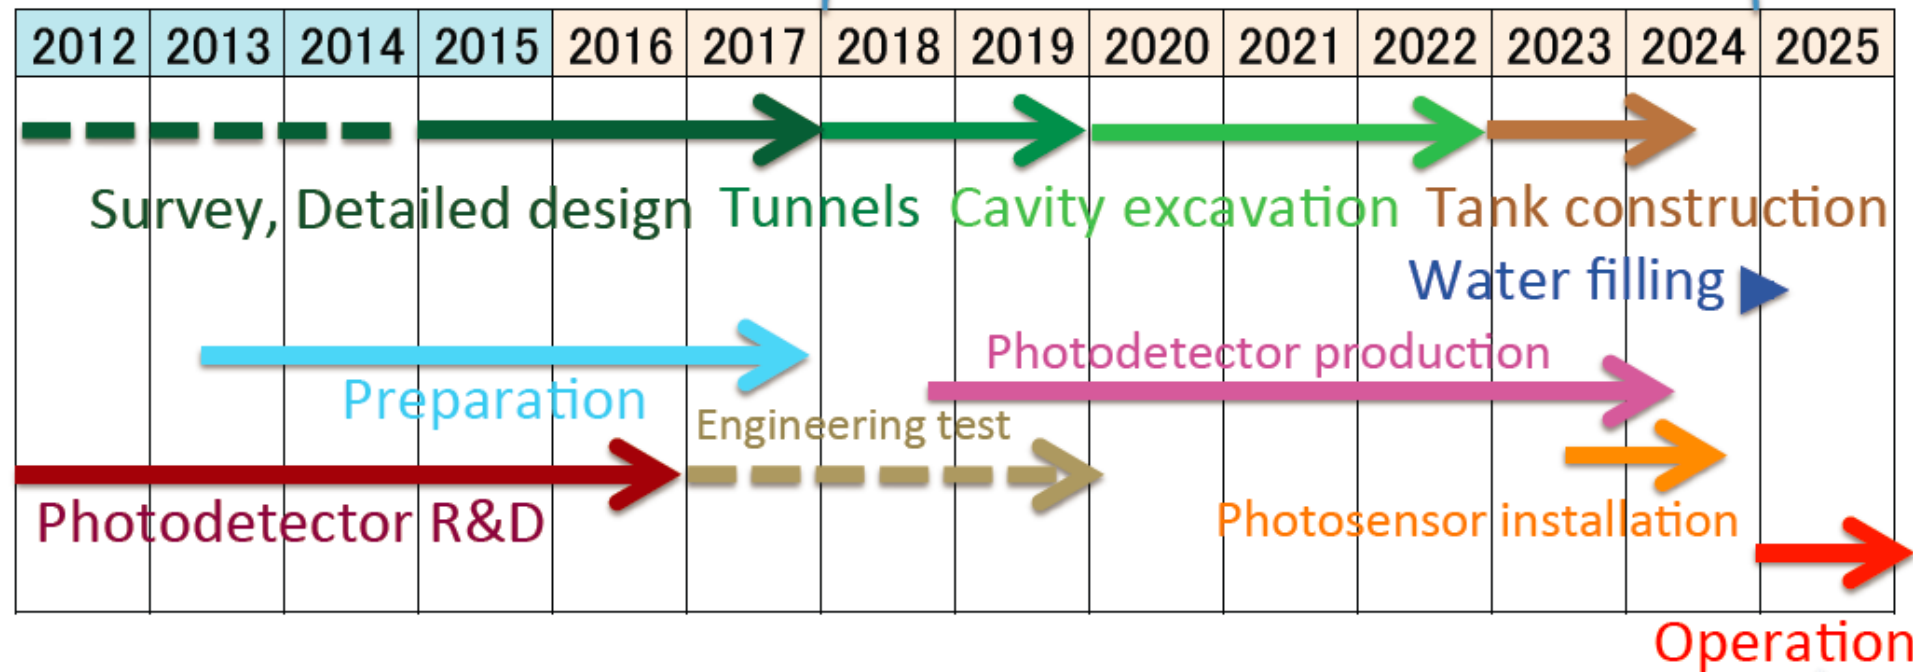 2012 2013 2014 2015 2016 2017 2018 2019 2020 2021 2022 2023 2024 2025
Survey, Detailed design Tunnels Cavity excavation Tank construction
Water filling
Photodetector production
Preparation
Engineering test
Photodetector R&D
Photosensor installation
Operation